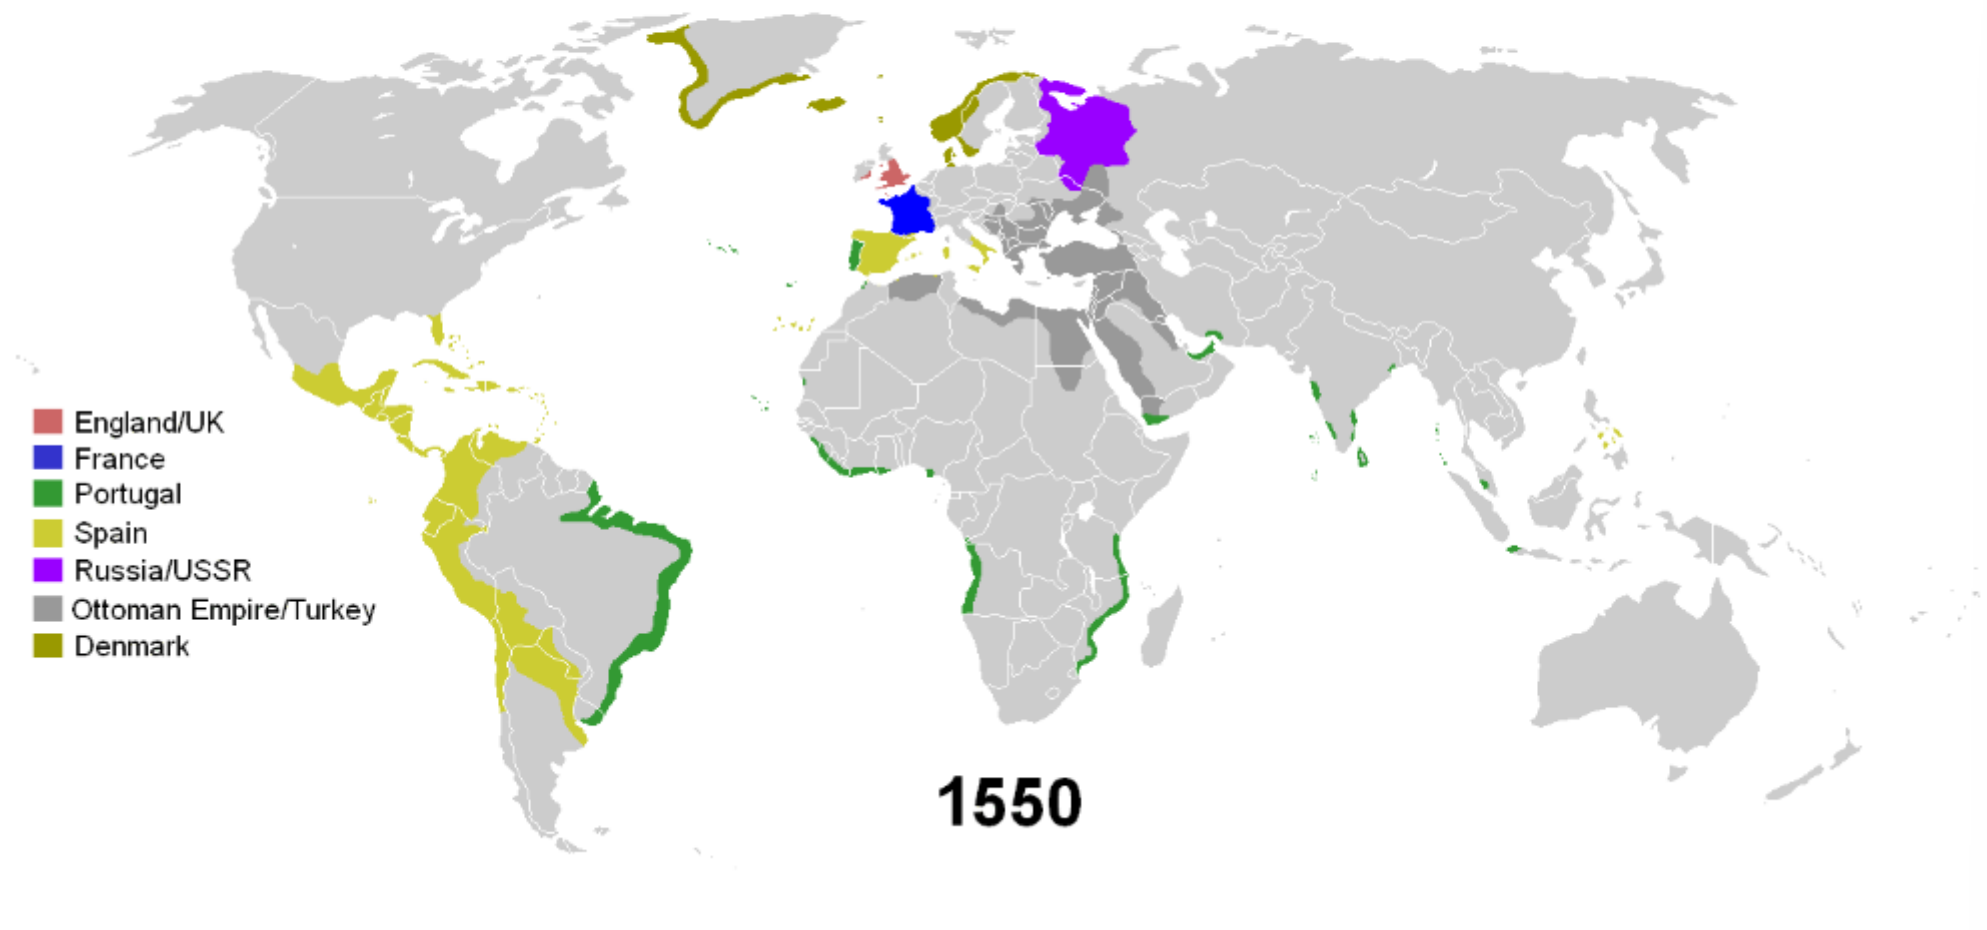 England/UK
France
Portugal
Spain
Russia/USSR
Ottoman Empire/Turkey
Denmark
1550